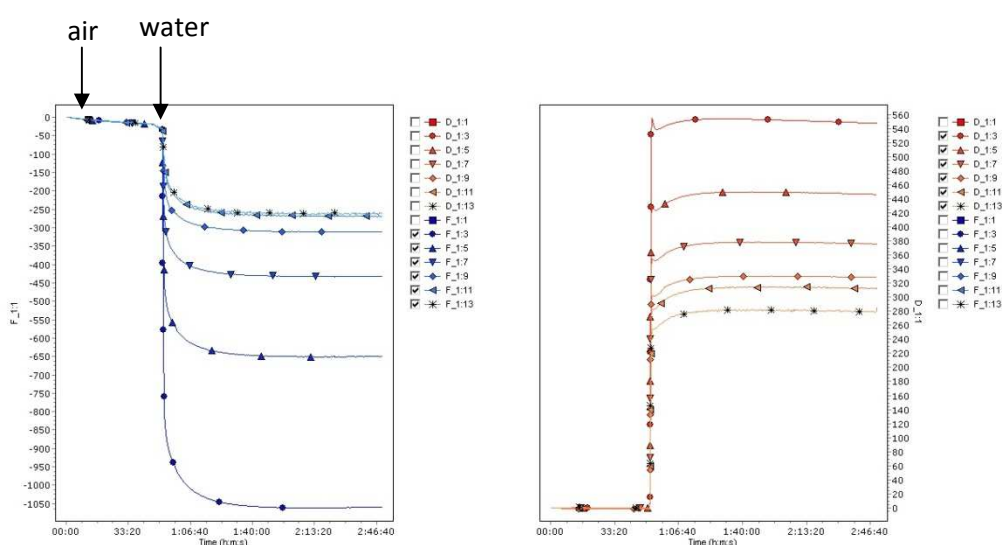 air
water
0
-50
-100
-150
-200
-250
-300
-350
-400
-450
-500
-550
-600
-650
-700
-750
-800
-850
-900
-950
-1000
-1050
F_1:1
00:00 33:20 1:06:40 1:40:00 2:13:20 2:46:40
Time (h:m:s)
D_1:1
D_1:3
D_1:5
D_1:7
D_1:9
D_1:11
D_1:13
F_1:1
F_1:3
F_1:5
F_1:7
F_1:9
F_1:11
F_1:13
560
540
520
500
480
460
440
420
400
380
360
340
320
300
280
260
240
220
200
180
160
140
120
100
80
60
40
20
0
D_1:1
00:00 33:20 1:06:40 1:40:00 2:13:20 2:46:40
Time (h:m:s)
D_1:1
D_1:3
D_1:5
D_1:7
D_1:9
D_1:11
D_1:13
F_1:1
F_1:3
F_1:5
F_1:7
F_1:9
F_1:11
F_1:13